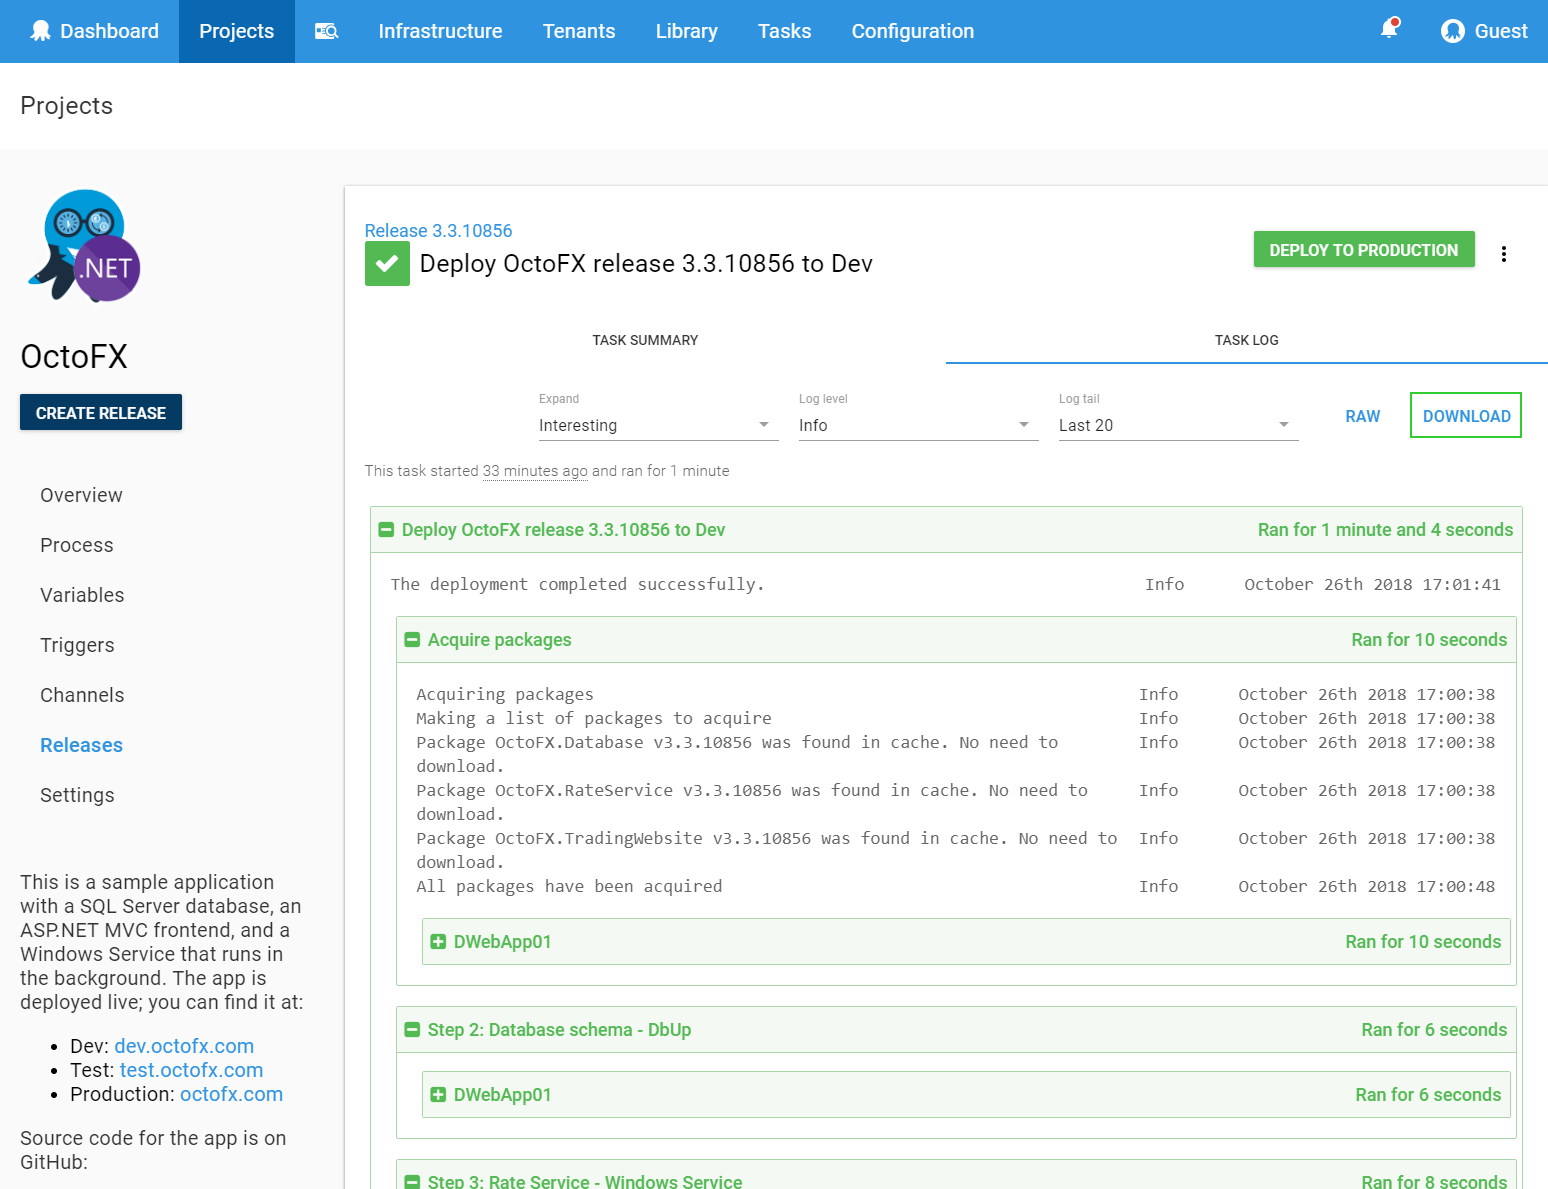 Dashboard Projects Infrastructure Tenants Library Tasks Configuration Guest
Projects
.NET
OctoFX
CREATE RELEASE
Overview
Process
Variables
Triggers
Channels
Releases
Settings
This is a sample application
with a SQL Server database, an
ASP.NET MVC frontend, and a
Windows Service that runs in
the background. The app is
deployed live; you can find it at:
• Dev: dev.octofx.com
• Test: test.octofx.com
• Production: octofx.com
Source code for the app is on
GitHub:
Release 3.3.10856
Deploy OctoFX release 3.3.10856 to Dev
DEPLOY TO PRODUCTION
TASK SUMMARY TASK LOG
Expand Log level Log tail
Interesting Info Last 20 RAW DOWNLOAD
This task started 33 minutes ago and ran for 1 minute
Deploy OctoFX release 3.3.10856 to Dev Ran for 1 minute and 4 seconds
The deployment completed successfully. Info October 26th 2018 17:01:41
Acquire packages Ran for 10 seconds
Acquiring packages Info October 26th 2018 17:00:38
Making a list of packages to acquire Info October 26th 2018 17:00:38
Package OctoFX.Database v3.3.10856 was found in cache. No need to Info October 26th 2018 17:00:38
download.
Package OctoFX.RateService v3.3.10856 was found in cache. No need to Info October 26th 2018 17:00:38
download.
Package OctoFX.TradingWebsite v3.3.10856 was found in cache. No need to Info October 26th 2018 17:00:38
download.
All packages have been acquired Info October 26th 2018 17:00:48
DWebApp01 Ran for 10 seconds
Step 2: Database schema - DbUp Ran for 6 seconds
DWebApp01 Ran for 6 seconds
Step 3: Rate Service - Windows Service Ran for 8 seconds